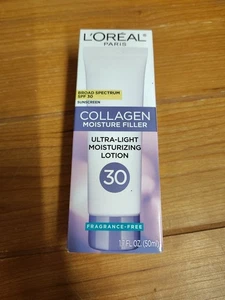 L'ORÉAL
PARIS
BROAD SPECTRUM
SPF 30
SUNSCREEN
COLLAGEN
MOISTURE FILLER
ULTRA-LIGHT
MOISTURIZING
LOTION
30
FRAGRANCE-FREE
1.7 FL. OZ. (50ml)